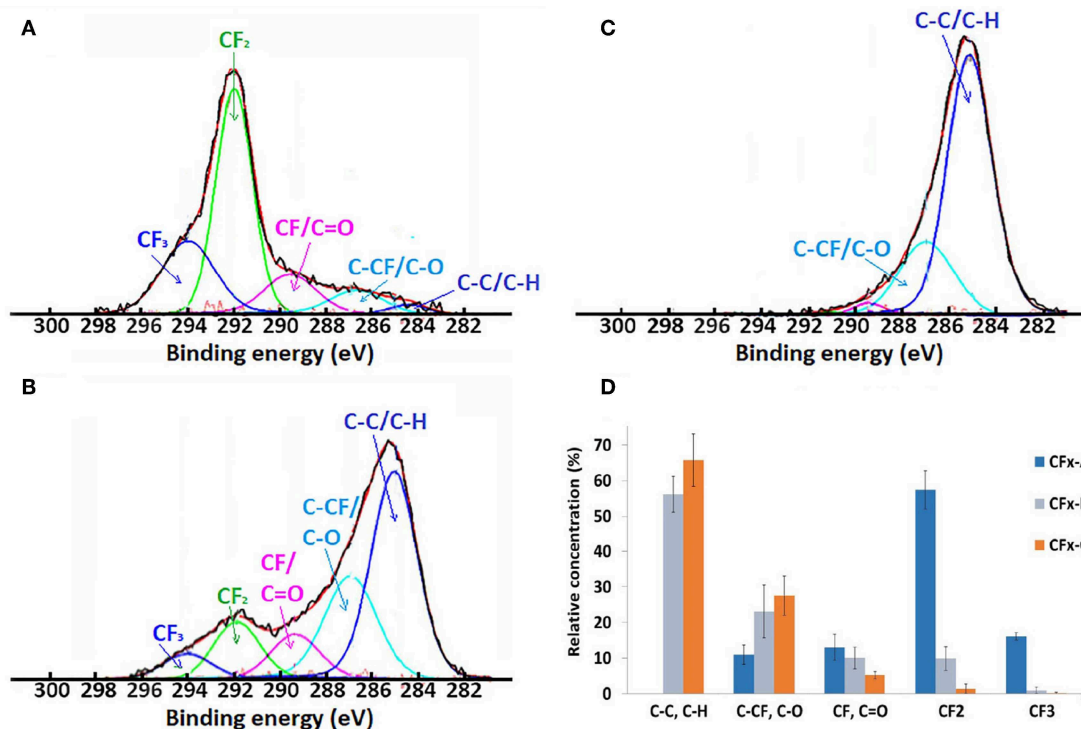 A
CF₂
CF₃
CF/C=O
C-CF/C-O
C-C/C-H
300 298 296 294 292 290 288 286 284 282
Binding energy (eV)
B
C-C/C-H
C-CF/
C-O
CF/
C=O
CF₂
CF₃
300 298 296 294 292 290 288 286 284 282
Binding energy (eV)
C
C-C/C-H
C-CF/C-O
300 298 296 294 292 290 288 286 284 282
Binding energy (eV)
D
Relative concentration (%)
70
60
50
40
30
20
10
0
C-C, C-H C-CF, C-O CF, C=O CF2 CF3